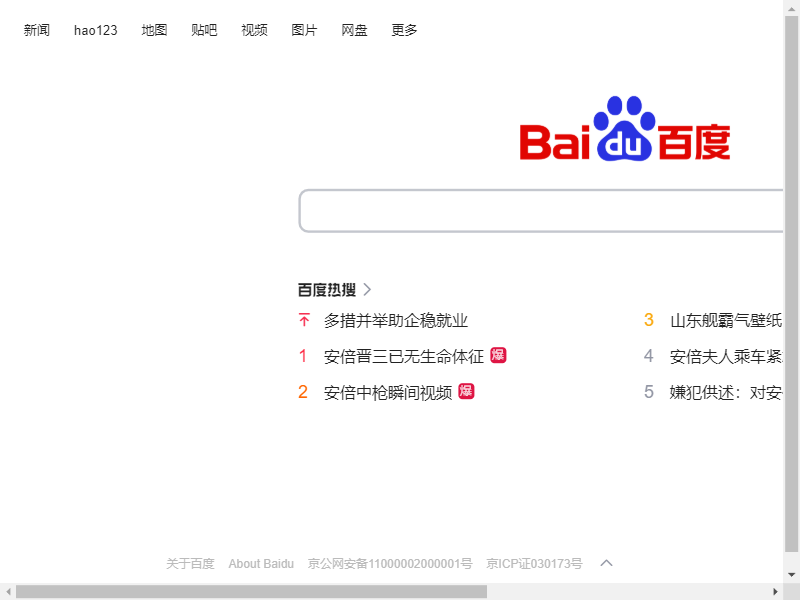 新闻 hao123 地图 贴吧 视频 图片 网盘 更多
Bai du 百度
百度热搜
多措并举助企稳就业
1 安倍晋三已无生命体征 爆
2 安倍中枪瞬间视频 爆
3 山东舰霸气壁纸
4 安倍夫人乘车紧
5 嫌犯供述：对安
关于百度 About Baidu 京公网安备11000002000001号 京ICP证030173号